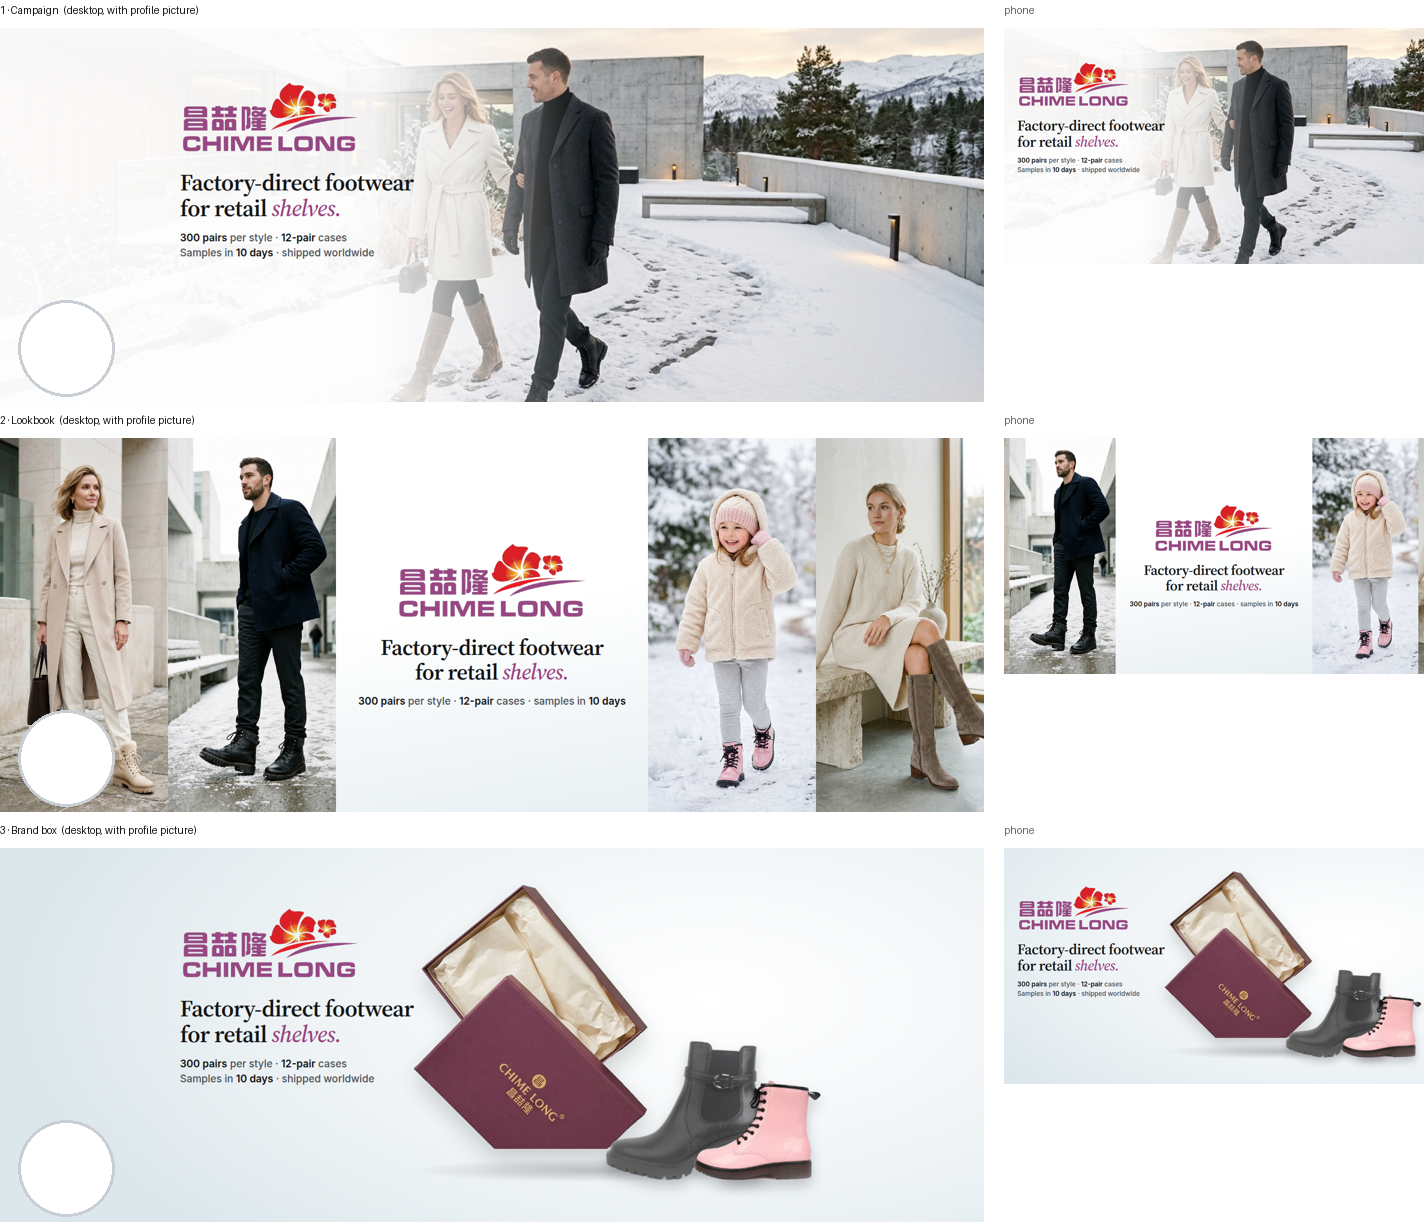 1 · Campaign (desktop, with profile picture)
phone
昌喆隆
CHIME LONG
Factory-direct footwear
for retail shelves.
300 pairs per style · 12-pair cases
Samples in 10 days · shipped worldwide
昌喆隆
CHIME LONG
Factory-direct footwear
for retail shelves.
300 pairs per style · 12-pair cases
Samples in 10 days · shipped worldwide
2 · Lookbook (desktop, with profile picture)
phone
昌喆隆
CHIME LONG
Factory-direct footwear
for retail shelves.
300 pairs per style · 12-pair cases · samples in 10 days
昌喆隆
CHIME LONG
Factory-direct footwear
for retail shelves.
300 pairs per style · 12-pair cases · samples in 10 days
3 · Brand box (desktop, with profile picture)
phone
昌喆隆
CHIME LONG
Factory-direct footwear
for retail shelves.
300 pairs per style · 12-pair cases
Samples in 10 days · shipped worldwide
昌
CHIME LONG®
昌喆隆
昌喆隆
CHIME LONG
Factory-direct footwear
for retail shelves.
300 pairs per style · 12-pair cases
Samples in 10 days · shipped worldwide
CHIME LONG
昌喆隆